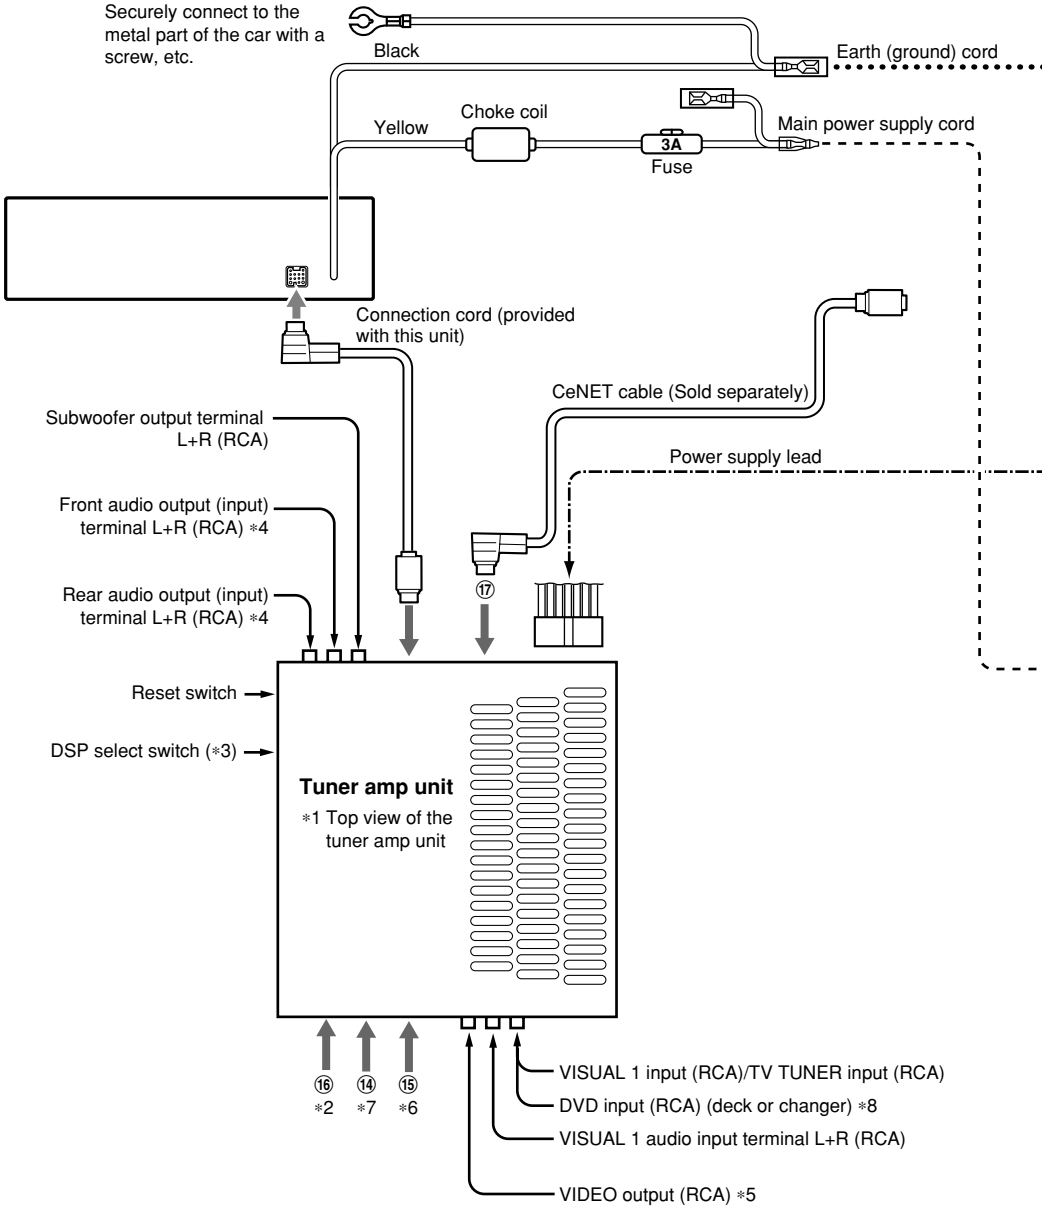 Securely connect to the
metal part of the car with a
screw, etc.
Black
Earth (ground) cord
Choke coil
Yellow
Main power supply cord
3A
Fuse
Connection cord (provided
with this unit)
CeNET cable (Sold separately)
Subwoofer output terminal
L+R (RCA)
Power supply lead
Front audio output (input)
terminal L+R (RCA) *4
⑰
Rear audio output (input)
terminal L+R (RCA) *4
Reset switch
DSP select switch (*3)
Tuner amp unit
*1 Top view of the
tuner amp unit
⑯ ⑭ ⑮
*2 *7 *6
VISUAL 1 input (RCA)/TV TUNER input (RCA)
DVD input (RCA) (deck or changer) *8
VISUAL 1 audio input terminal L+R (RCA)
VIDEO output (RCA) *5